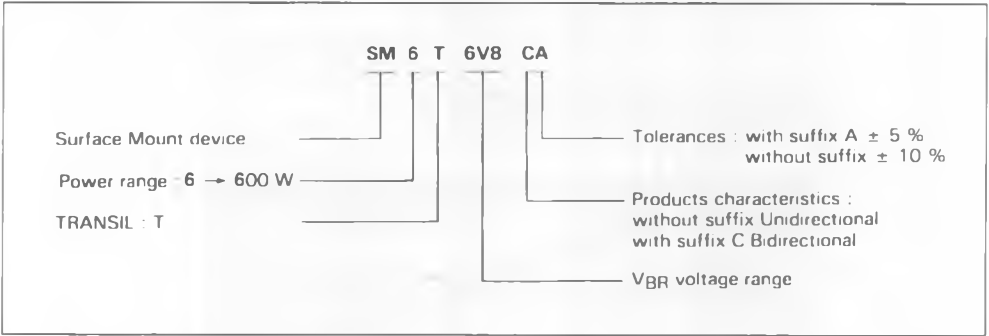 SM 6 T 6V8 CA
Surface Mount device
Power range 6 → 600 W
TRANSIL : T
Tolerances : with suffix A ± 5 %
without suffix ± 10 %
Products characteristics :
without suffix Unidirectional
with suffix C Bidirectional
VBR voltage range